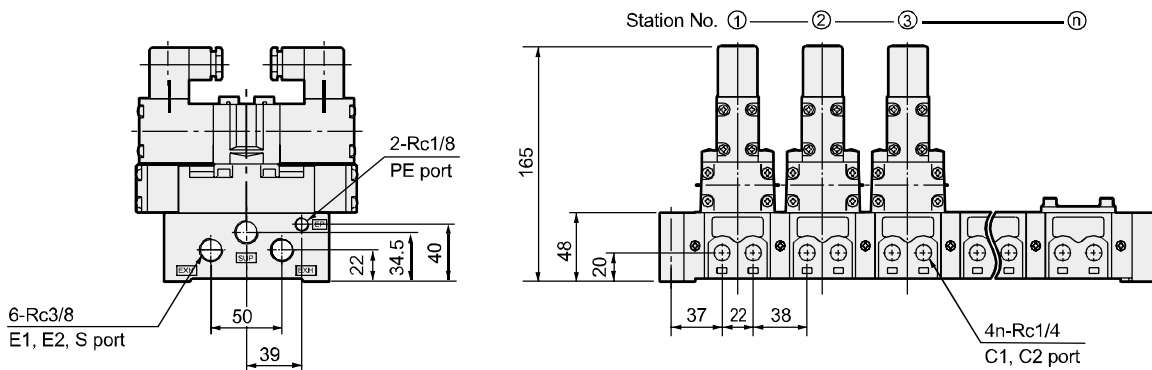 Station No. ① ② ③ ⓝ
2-Rc1/8
PE port
EXH
SUP
EXH
22
34.5
40
6-Rc3/8
E1, E2, S port
50
39
165
48
20
37
22
38
4n-Rc1/4
C1, C2 port